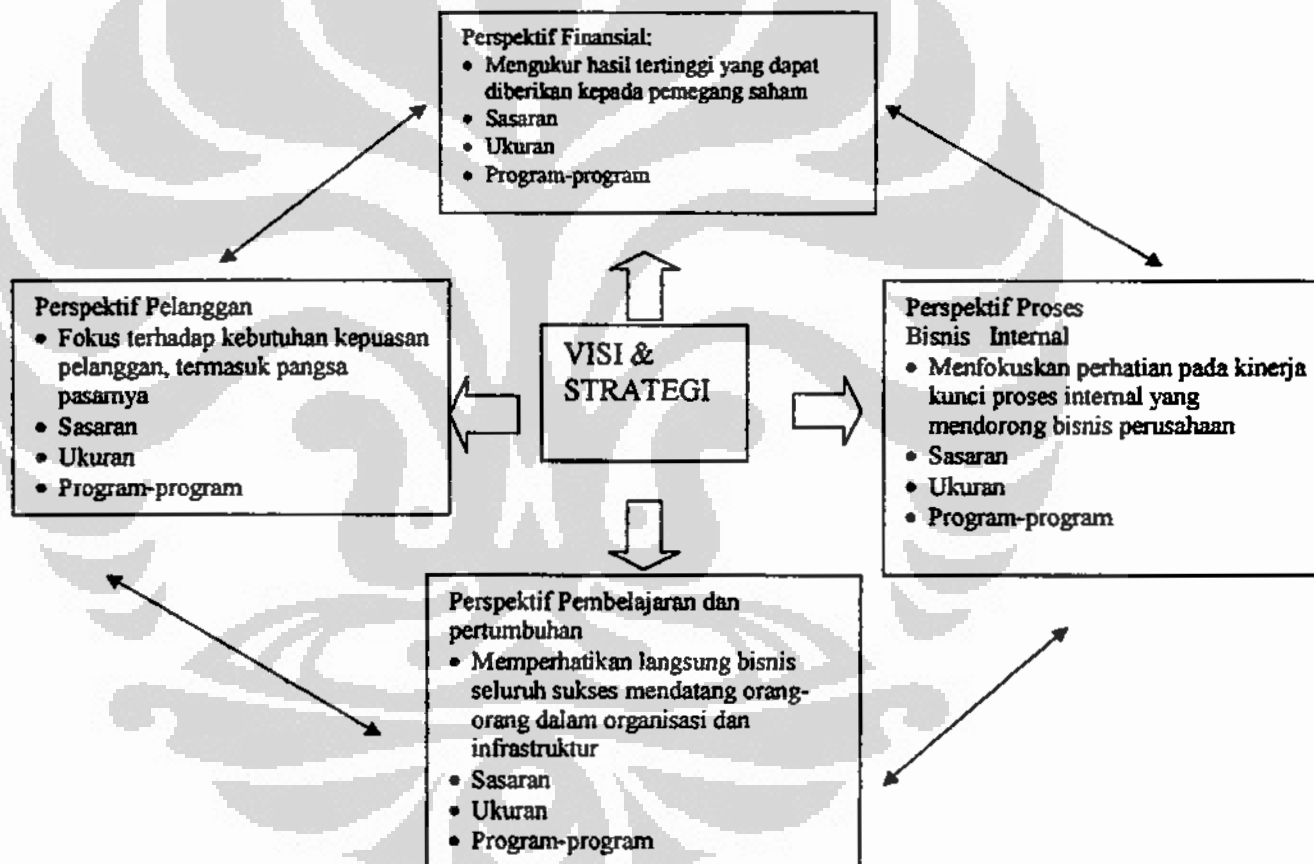 Perspektif Finansial:
• Mengukur hasil tertinggi yang dapat
diberikan kepada pemegang saham
• Sasaran
• Ukuran
• Program-program
Perspektif Pelanggan
• Fokus terhadap kebutuhan kepuasan
pelanggan, termasuk pangsa
pasarnya
• Sasaran
• Ukuran
• Program-program
VISI &
STRATEGI
Perspektif Proses
Bisnis Internal
• Menfokuskan perhatian pada kinerja
kunci proses internal yang
mendorong bisnis perusahaan
• Sasaran
• Ukuran
• Program-program
Perspektif Pembelajaran dan
pertumbuhan
• Memperhatikan langsung bisnis
seluruh sukses mendatang orang-
orang dalam organisasi dan
infrastruktur
• Sasaran
• Ukuran
• Program-program